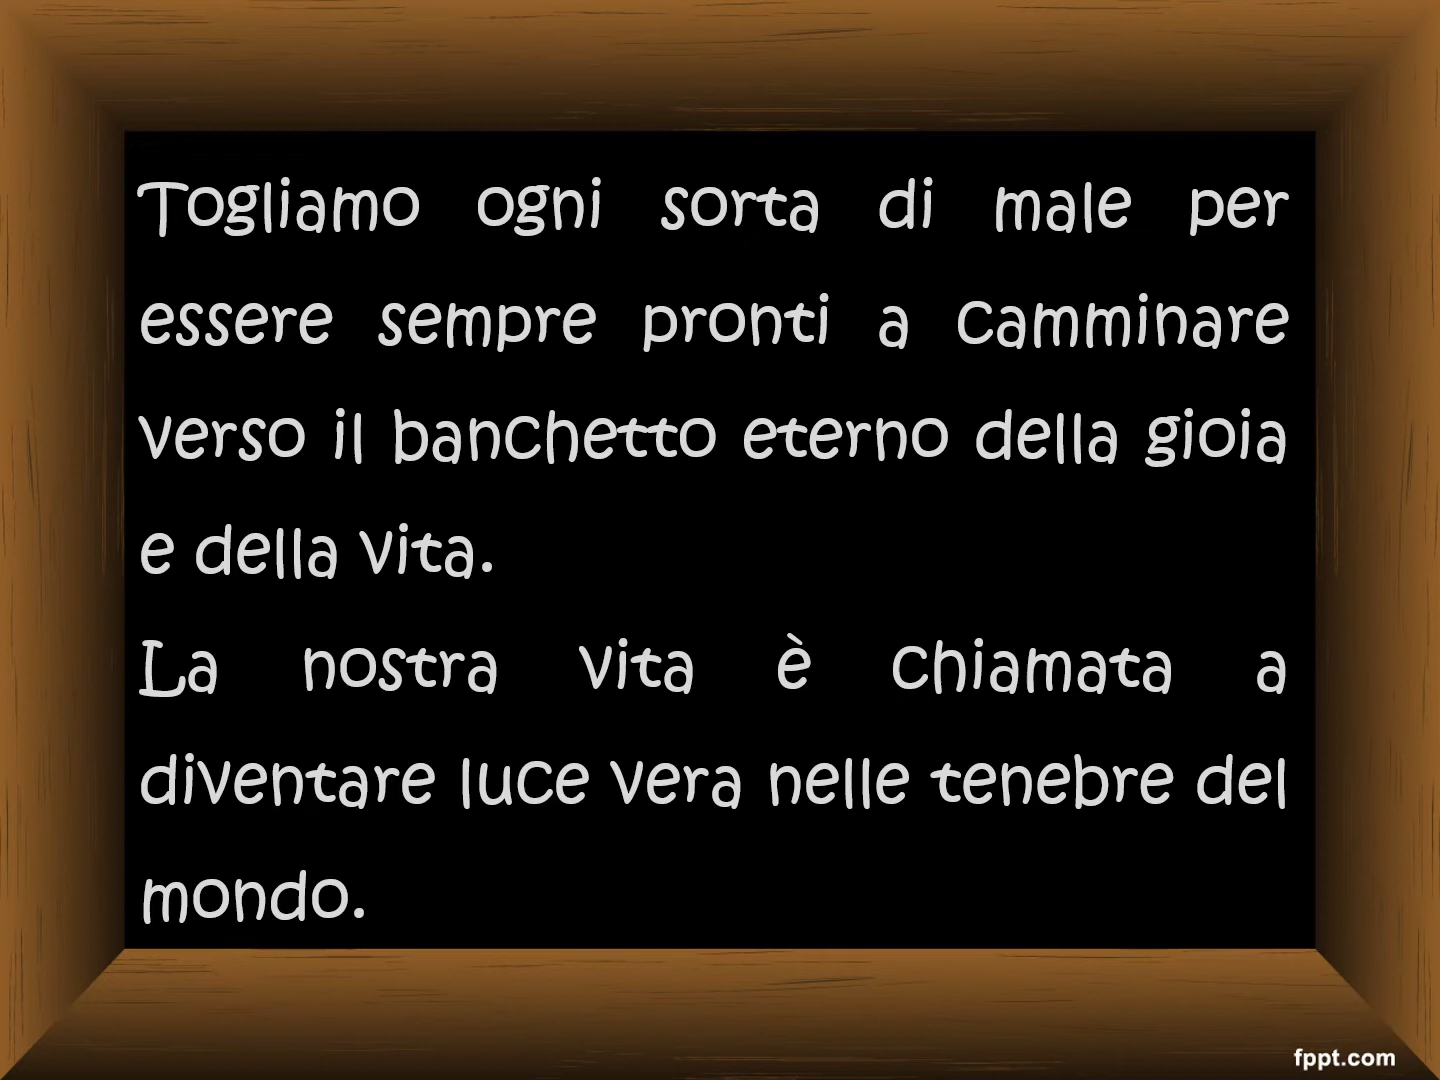 Togliamo ogni sorta di male per
essere sempre pronti a camminare
verso il banchetto eterno della gioia
e della vita.
La nostra vita è chiamata a
diventare luce vera nelle tenebre del
mondo.
fppt.com